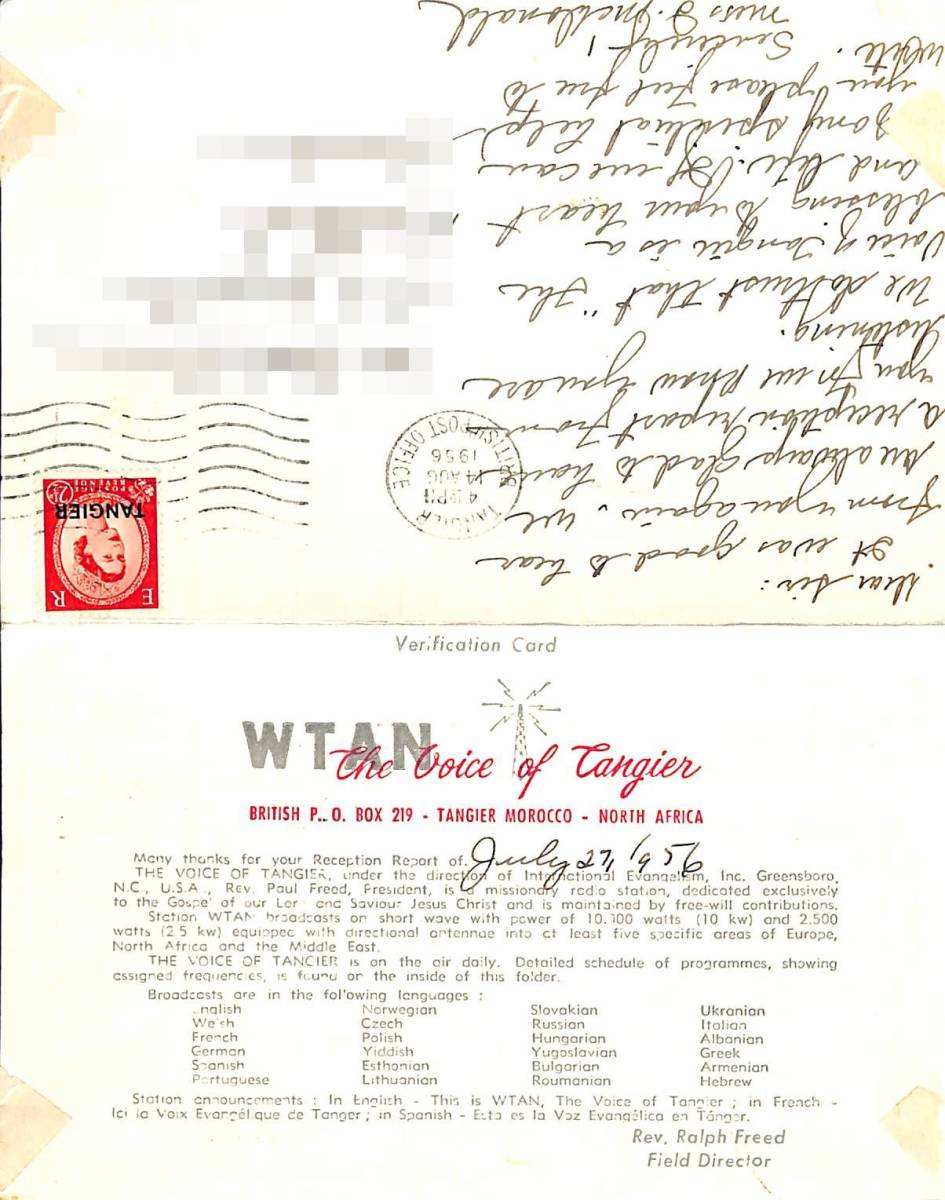 Dear Sir:
It was good to hear
from you again. We
are always glad to have
a reception report from
you for we know you are
listening.
We do trust that "The
Voice of Tangier is a
blessing to your heart
and life. If we can
some spiritual help
you please feel free to
write.
Sincerely,
Miss J. McDonald
TANGIER
4 PM
14 AUG
1956
BRITISH POST OFFICE
E R
TANGIER
POSTAGE REVENUE
2½
Verification Card
WTAN
The Voice of Tangier
BRITISH P.. O. BOX 219 - TANGIER MOROCCO - NORTH AFRICA
Many thanks for your Reception Report of. July 27, 1956
THE VOICE OF TANGIER, under the direction of International Evangelism, Inc. Greensboro,
N.C., U.S.A., Rev. Paul Freed, President, is a missionary radio station, dedicated exclusively
to the Gospel of our Lord and Saviour Jesus Christ and is maintained by free-will contributions.
Station WTAN broadcasts on short wave with power of 10.000 watts (10 kw) and 2.500
watts (2.5 kw) equipped with directional antennae into at least five specific areas of Europe,
North Africa and the Middle East.
THE VOICE OF TANGIER is on the air daily. Detailed schedule of programmes, showing
assigned frequencies, is found on the inside of this folder.
Broadcasts are in the following languages :
English Norwegian Slovakian Ukranian
Welsh Czech Russian Italian
French Polish Hungarian Albanian
German Yiddish Yugoslavian Greek
Spanish Esthonian Bulgarian Armenian
Portuguese Lithuanian Roumanian Hebrew
Station announcements : In English - This is WTAN, The Voice of Tangier ; in French -
Ici la Voix Evangélique de Tanger ; in Spanish - Esta es la Voz Evangélica en Tánger.
Rev. Ralph Freed
Field Director